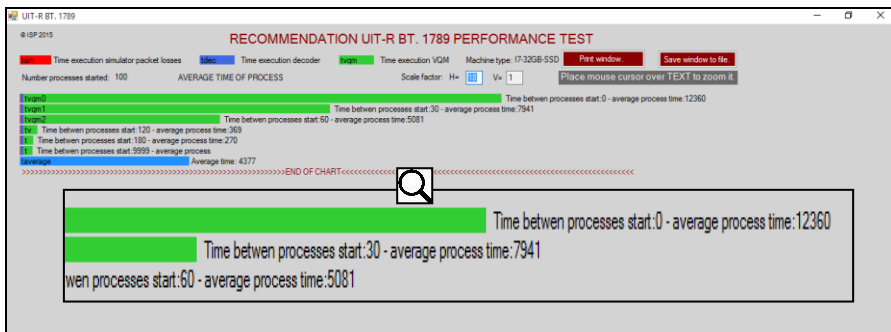 UIT-R BT. 1789
® ISP 2015
RECOMMENDATION UIT-R BT. 1789 PERFORMANCE TEST
Time execution simulator packet losses tdec Time execution decoder tvqm Time execution VQM Machine type: I7-32GB-SSD Print window. Save window to file.
Number processes started: 100 AVERAGE TIME OF PROCESS Scale factor: H= V= 1 Place mouse cursor over TEXT to zoom it.
tvqm0 Time betwen processes start:0 - average process time:12360
tvqm1 Time betwen processes start:30 - average process time:7941
tvqm2 Time betwen processes start:60 - average process time:5081
tv Time betwen processes start:120 - average process time:369
t Time betwen processes start:180 - average process time:270
t Time betwen processes start:9999 - average process
taverage Average time: 4377
END OF CHART
Time betwen processes start:0 - average process time:12360
Time betwen processes start:30 - average process time:7941
wen processes start:60 - average process time:5081